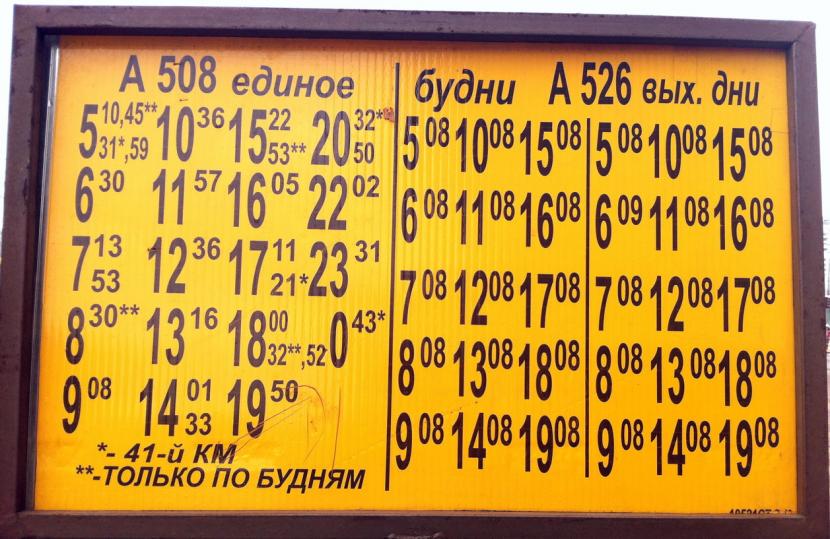 А 508 единое
5 10,45** 31*,59 10 36 15 22 53** 20 32* 50
6 30 11 57 16 05 22 02
7 13 53 12 36 17 11 21* 23 31
8 30** 13 16 18 00 32**,52 0 43*
9 08 14 01 33 19 50
*- 41-й КМ
**-ТОЛЬКО ПО БУДНЯМ
будни А 526 вых. дни
5 08 10 08 15 08 5 08 10 08 15 08
6 08 11 08 16 08 6 09 11 08 16 08
7 08 12 08 17 08 7 08 12 08 17 08
8 08 13 08 18 08 8 08 13 08 18 08
9 08 14 08 19 08 9 08 14 08 19 08